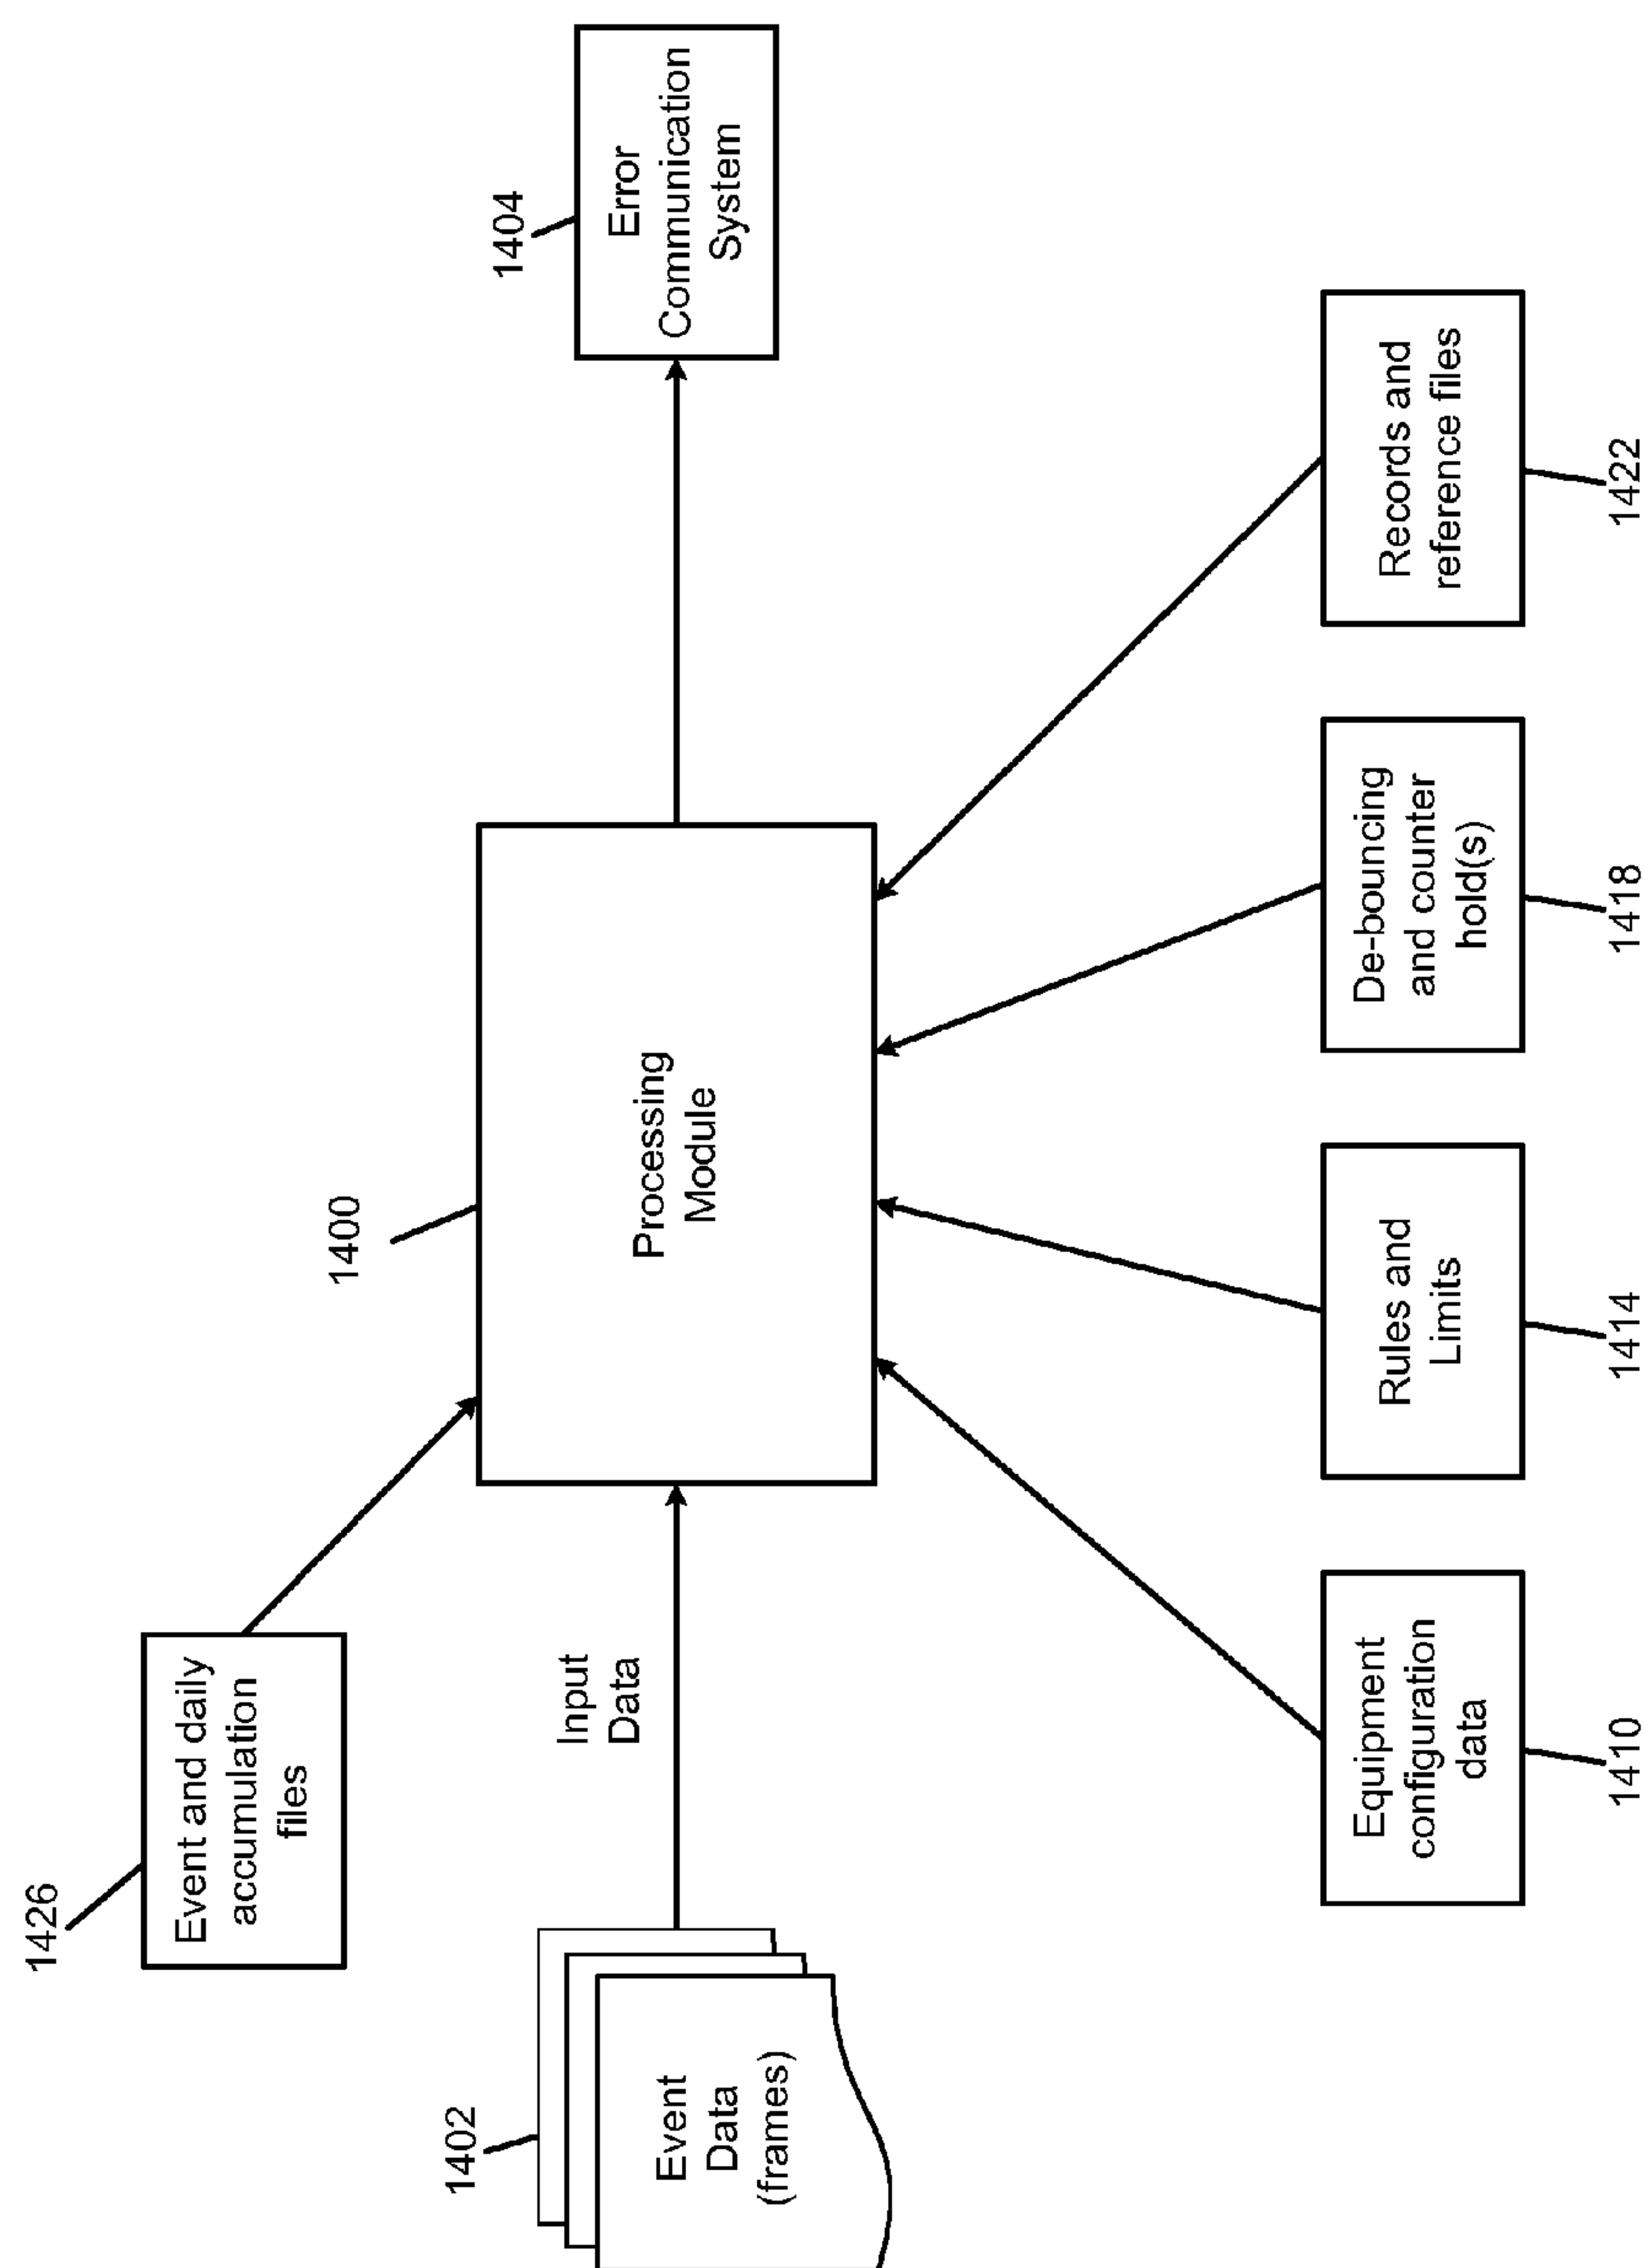 1426
Event and daily
accumulation
files
1402
Event
Data
(frames)
Input
Data
1400
Processing
Module
1404
Error
Communication
System
Equipment
configuration
data
1410
Rules and
Limits
1414
De-bouncing
and counter
hold(s)
1418
Records and
reference files
1422